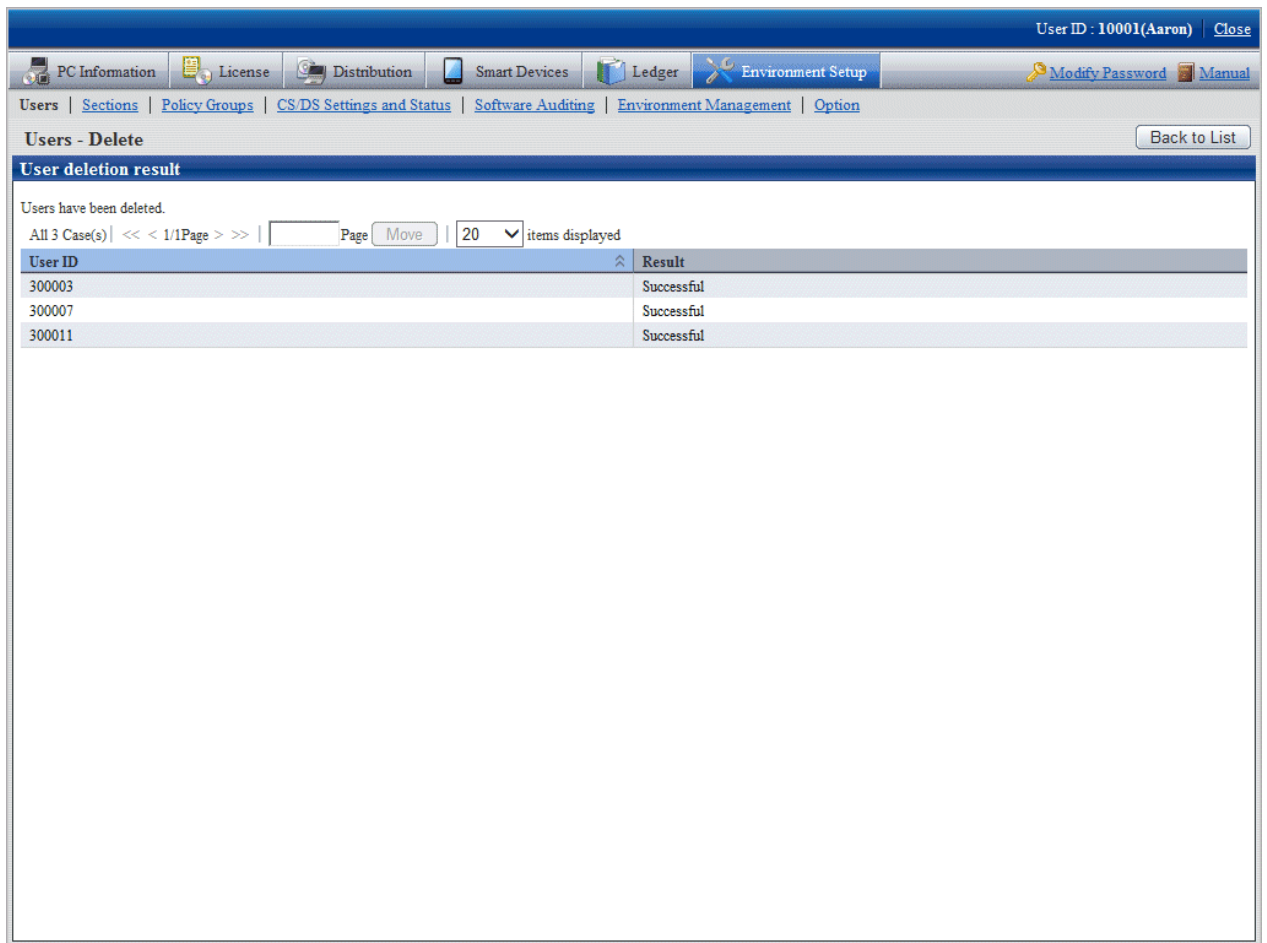 User ID : 10001(Aaron) Close
PC Information License Distribution Smart Devices Ledger Environment Setup Modify Password Manual
Users | Sections | Policy Groups | CS/DS Settings and Status | Software Auditing | Environment Management | Option
Users - Delete Back to List
User deletion result
Users have been deleted.
All 3 Case(s)| << < 1/1Page > >> | Page Move | 20 items displayed
User ID Result
300003 Successful
300007 Successful
300011 Successful